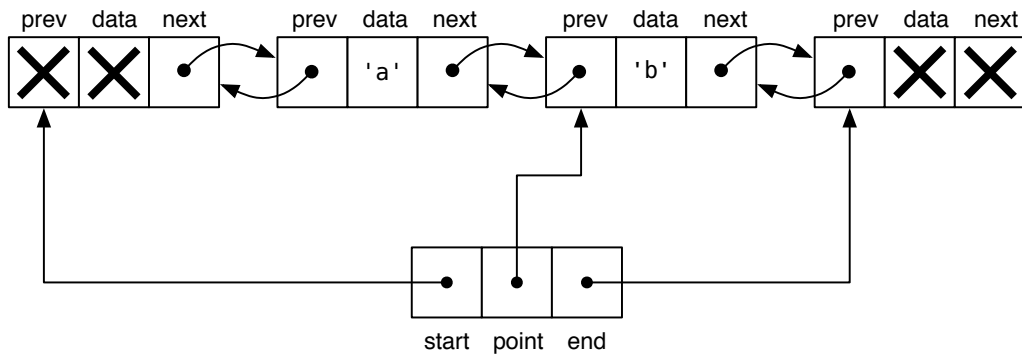 prev data next prev data next prev data next prev data next
'a' 'b'
start point end